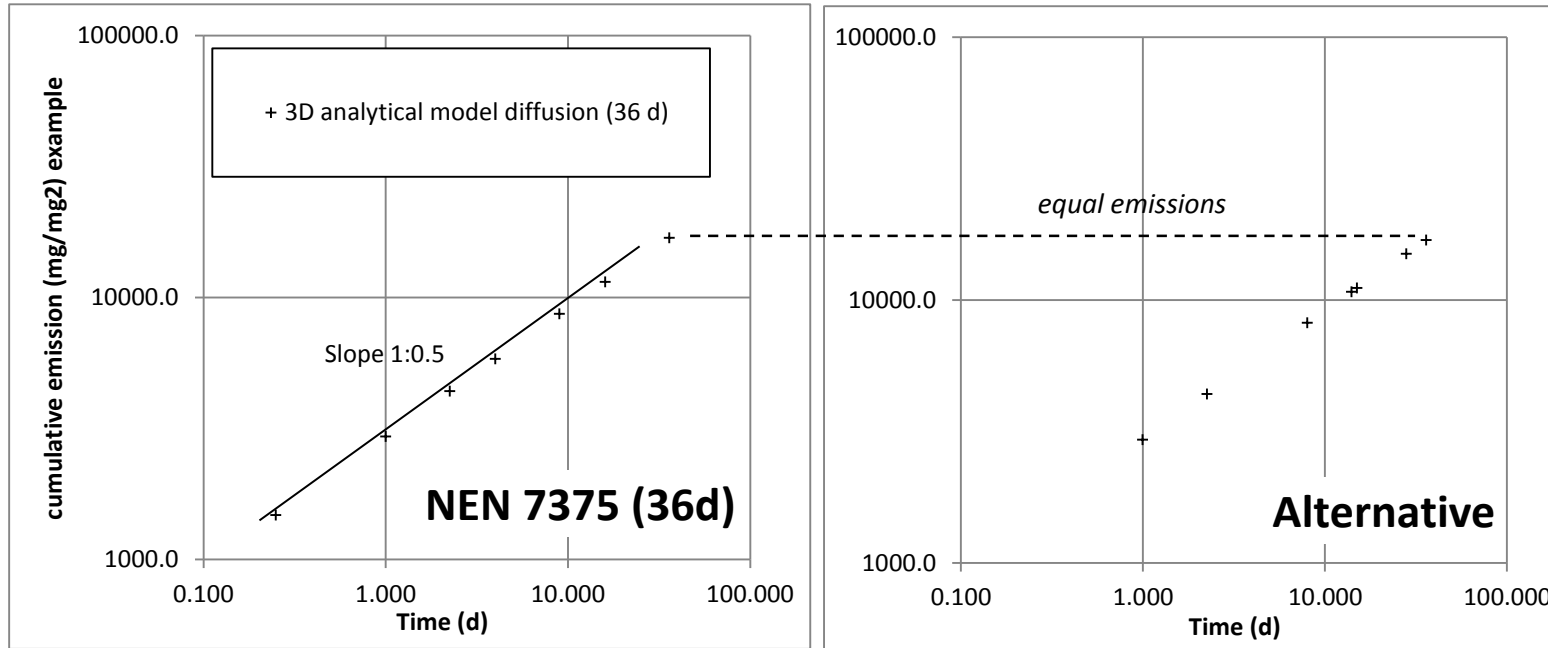 cumulative emission (mg/mg2) example
100000.0
10000.0
1000.0
+ 3D analytical model diffusion (36 d)
Slope 1:0.5
NEN 7375 (36d)
0.100 1.000 10.000 100.000
Time (d)
100000.0
10000.0
1000.0
equal emissions
Alternative
0.100 1.000 10.000 100.000
Time (d)